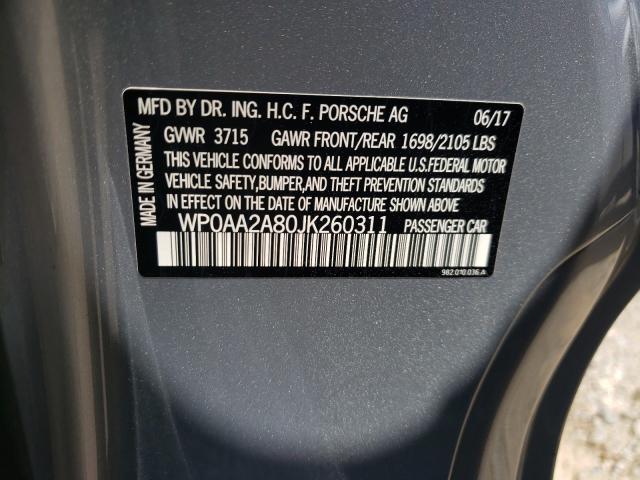 MFD BY DR. ING. H.C. F. PORSCHE AG 06/17
GVWR 3715 GAWR FRONT/REAR 1698/2105 LBS
THIS VEHICLE CONFORMS TO ALL APPLICABLE U.S. FEDERAL MOTOR
VEHICLE SAFETY, BUMPER, AND THEFT PREVENTION STANDARDS
IN EFFECT ON THE DATE OF MANUFACTURE SHOWN ABOVE.
WP0AA2A80JK260311 PASSENGER CAR
982.010.036.A
MADE IN GERMANY